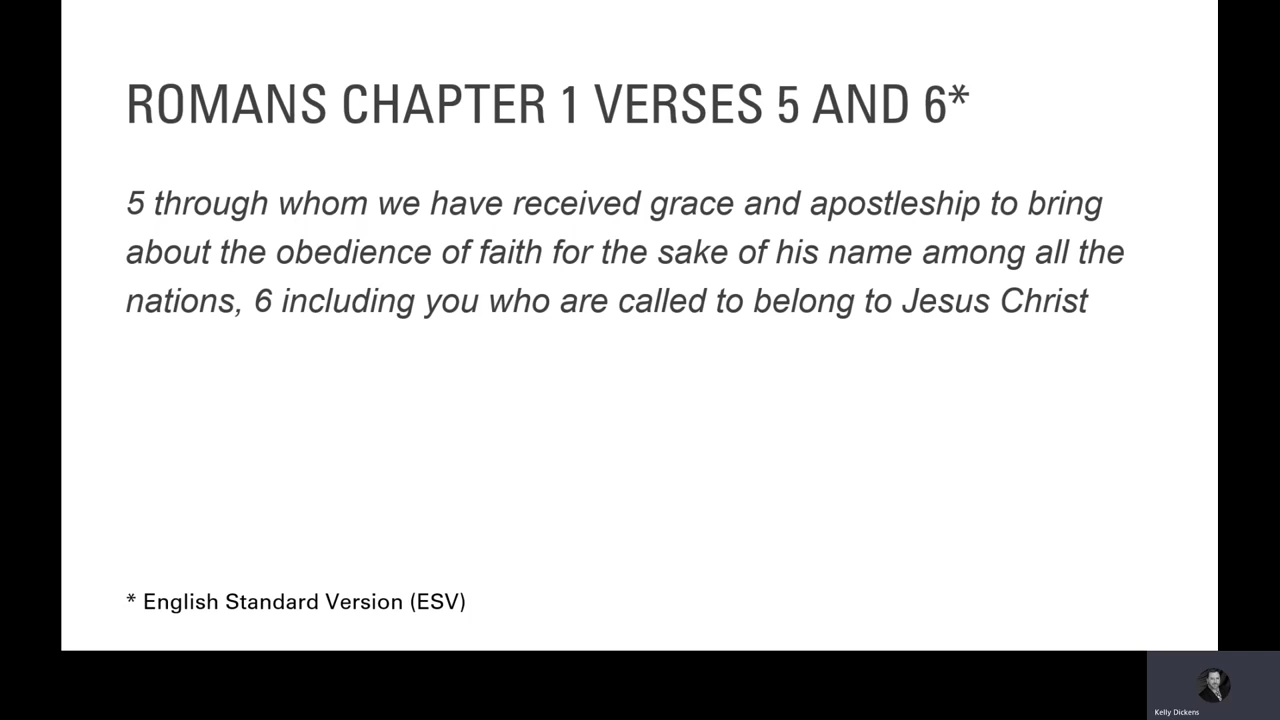 ROMANS CHAPTER 1 VERSES 5 AND 6*
5 through whom we have received grace and apostleship to bring
about the obedience of faith for the sake of his name among all the
nations, 6 including you who are called to belong to Jesus Christ
* English Standard Version (ESV)
Kelly Dickens